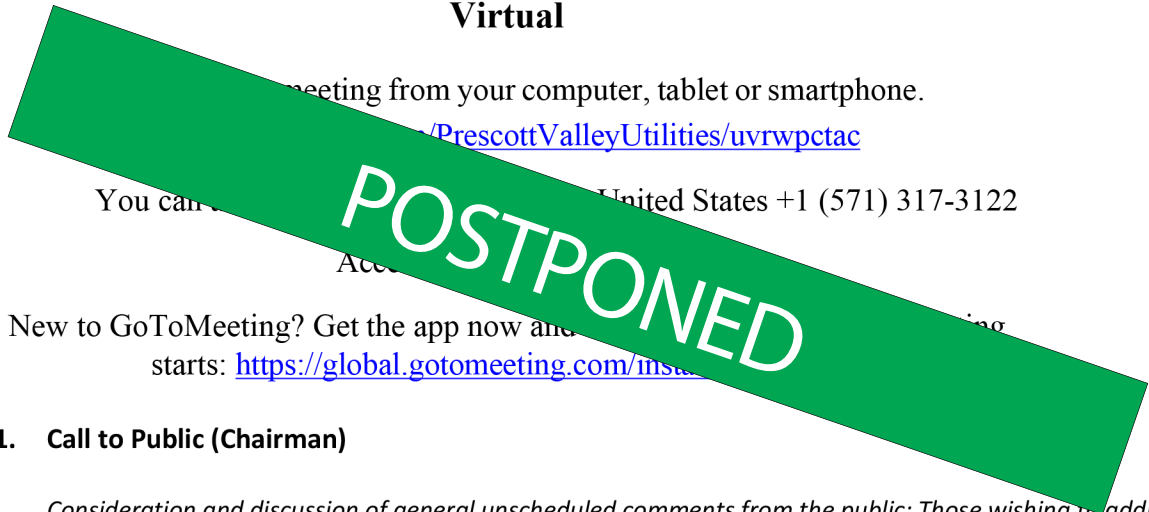 Virtual
meeting from your computer, tablet or smartphone.
/PrescottValleyUtilities/uvrwpctac
You can United States +1 (571) 317-3122
POSTPONED
New to GoToMeeting? Get the app now and
starts: https://global.gotomeeting.com/
1. Call to Public (Chairman)
Consideration and discussion of general unscheduled comments from the public: Those wishing